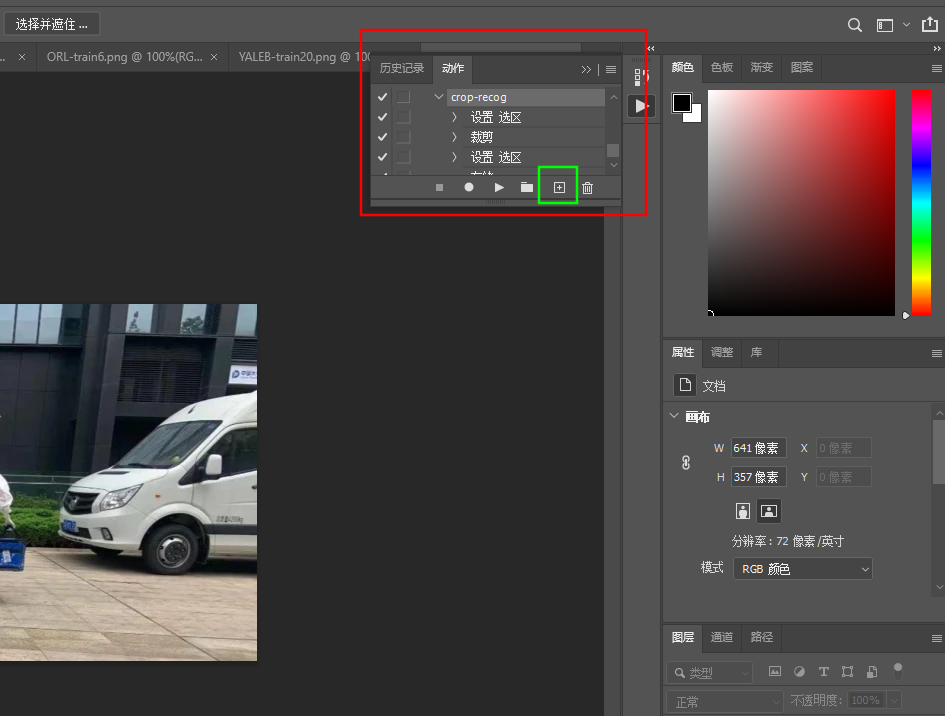 选择并遮住 ...
ORL-train6.png @ 100%(RG...
YALEB-train20.png @ 100
历史记录
动作
crop-recog
设置 选区
裁剪
设置 选区
颜色
色板
渐变
图案
属性
调整
库
文档
画布
W 641 像素 X 0 像素
H 357 像素 Y 0 像素
分辨率: 72 像素/英寸
模式 RGB 颜色
图层
通道
路径
类型
正常
不透明度: 100%